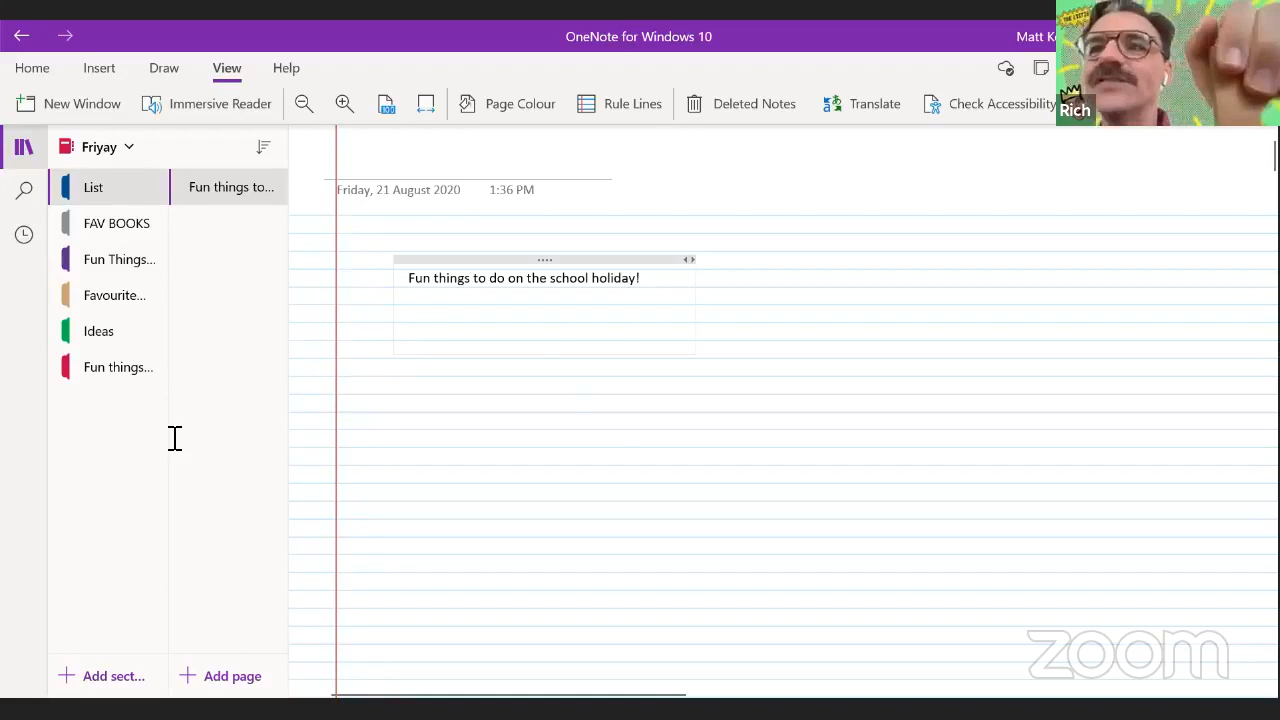 OneNote for Windows 10
Matt
Home
Insert
Draw
View
Help
New Window
Immersive Reader
100
Page Colour
Rule Lines
Deleted Notes
Translate
Check Accessibility
Rich
Friyay
List
FAV BOOKS
Fun Things...
Favourite...
Ideas
Fun things...
Fun things to...
Friday, 21 August 2020
1:36 PM
Fun things to do on the school holiday!
Add sect...
Add page
zoom